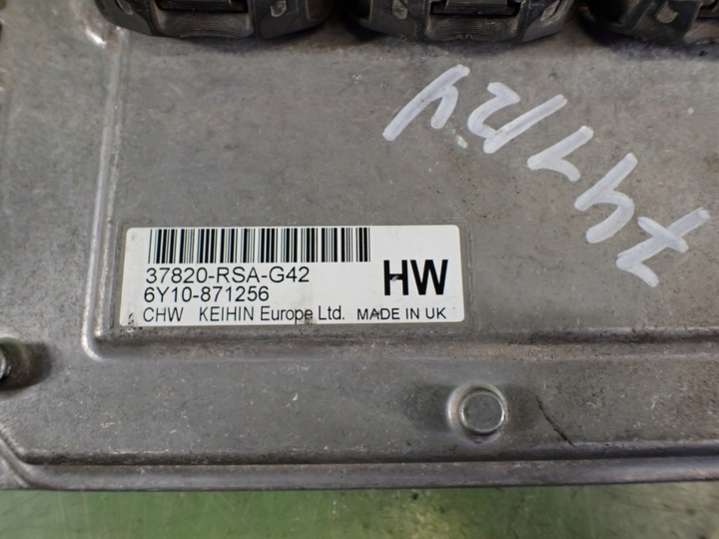 37820-RSA-G42
6Y10-871256
HW
CHW KEIHIN Europe Ltd. MADE IN UK